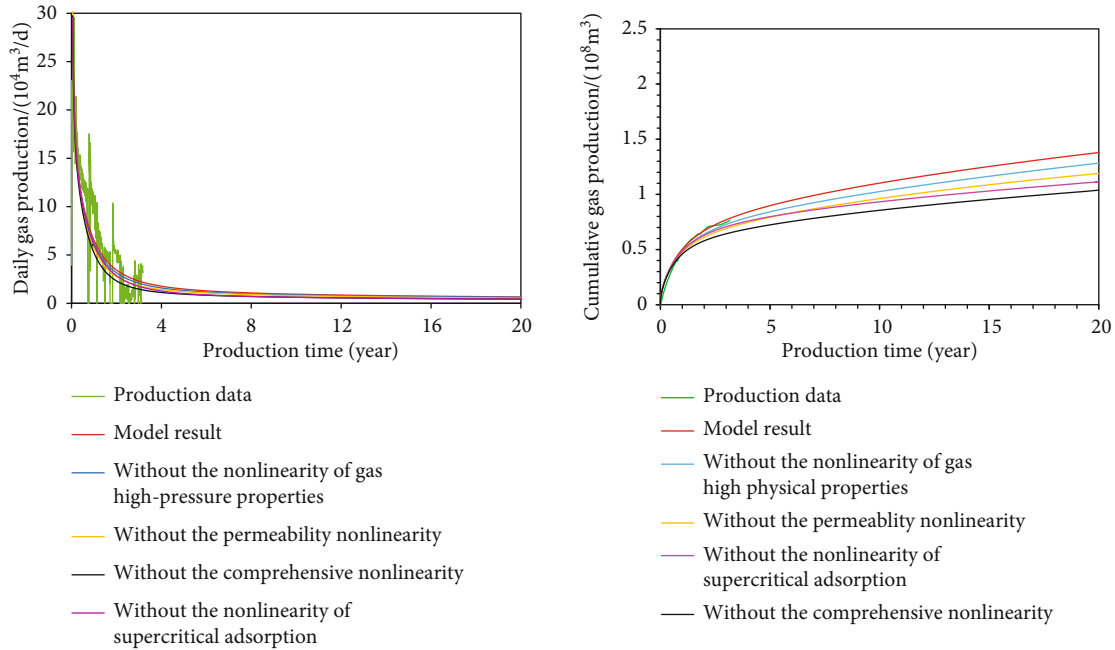 Daily gas production/(10⁴m³/d)
30
25
20
15
10
5
0
0
4
8
12
16
20
Production time (year)
Production data
Model result
Without the nonlinearity of gas
high-pressure properties
Without the permeability nonlinearity
Without the comprehensive nonlinearity
Without the nonlinearity of
supercritical adsorption
Cumulative gas production/(10⁸m³)
2.5
2
1.5
1
0.5
0
0
5
10
15
20
Production time (year)
Production data
Model result
Without the nonlinearity of gas
high physical properties
Without the permeablity nonlinearity
Without the nonlinearity of
supercritical adsorption
Without the comprehensive nonlinearity